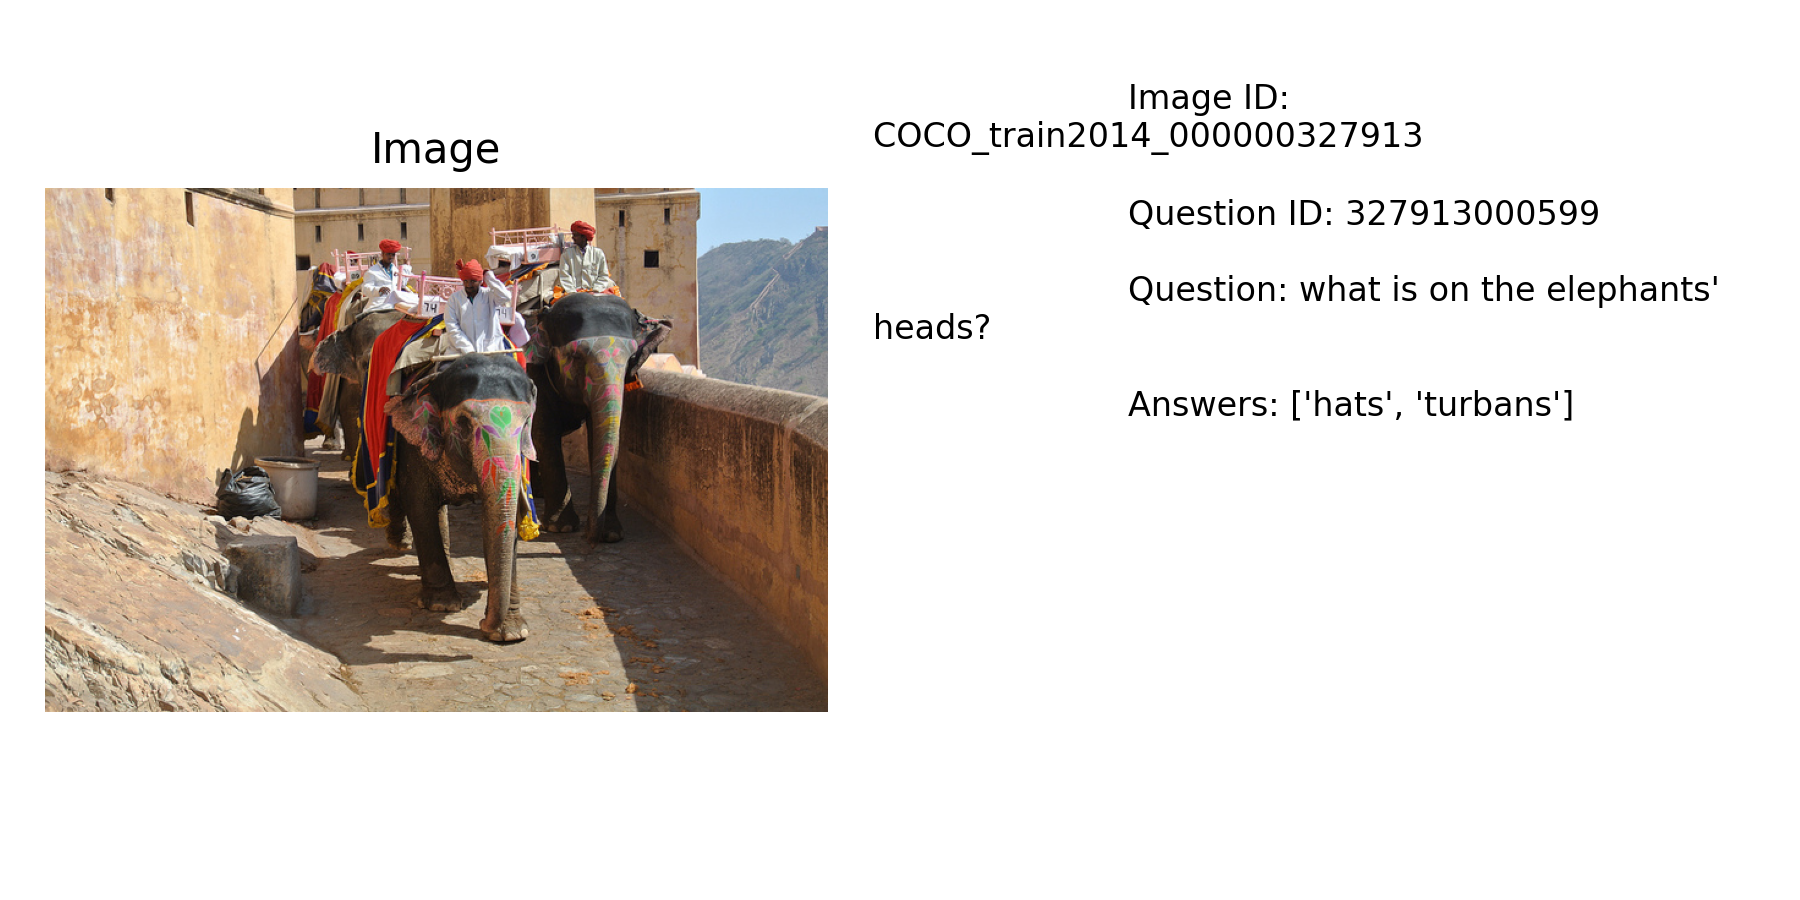 Image
Image ID:
COCO_train2014_000000327913
Question ID: 327913000599
Question: what is on the elephants'
heads?
Answers: ['hats', 'turbans']
74
74